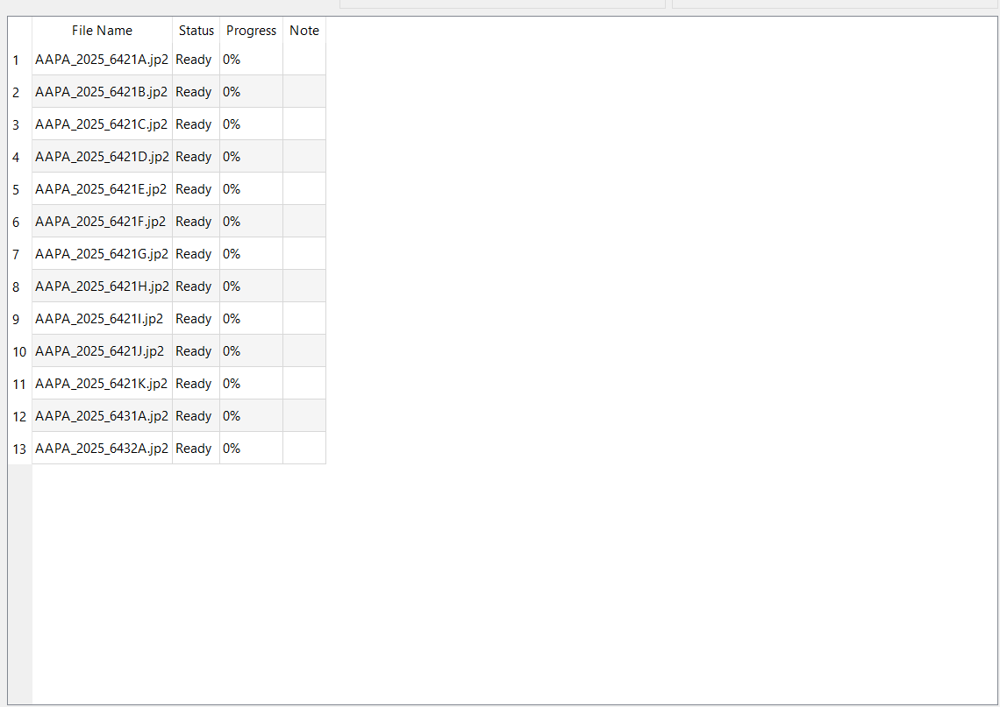 File Name Status Progress Note
1 AAPA_2025_6421A.jp2 Ready 0%
2 AAPA_2025_6421B.jp2 Ready 0%
3 AAPA_2025_6421C.jp2 Ready 0%
4 AAPA_2025_6421D.jp2 Ready 0%
5 AAPA_2025_6421E.jp2 Ready 0%
6 AAPA_2025_6421F.jp2 Ready 0%
7 AAPA_2025_6421G.jp2 Ready 0%
8 AAPA_2025_6421H.jp2 Ready 0%
9 AAPA_2025_6421I.jp2 Ready 0%
10 AAPA_2025_6421J.jp2 Ready 0%
11 AAPA_2025_6421K.jp2 Ready 0%
12 AAPA_2025_6431A.jp2 Ready 0%
13 AAPA_2025_6432A.jp2 Ready 0%